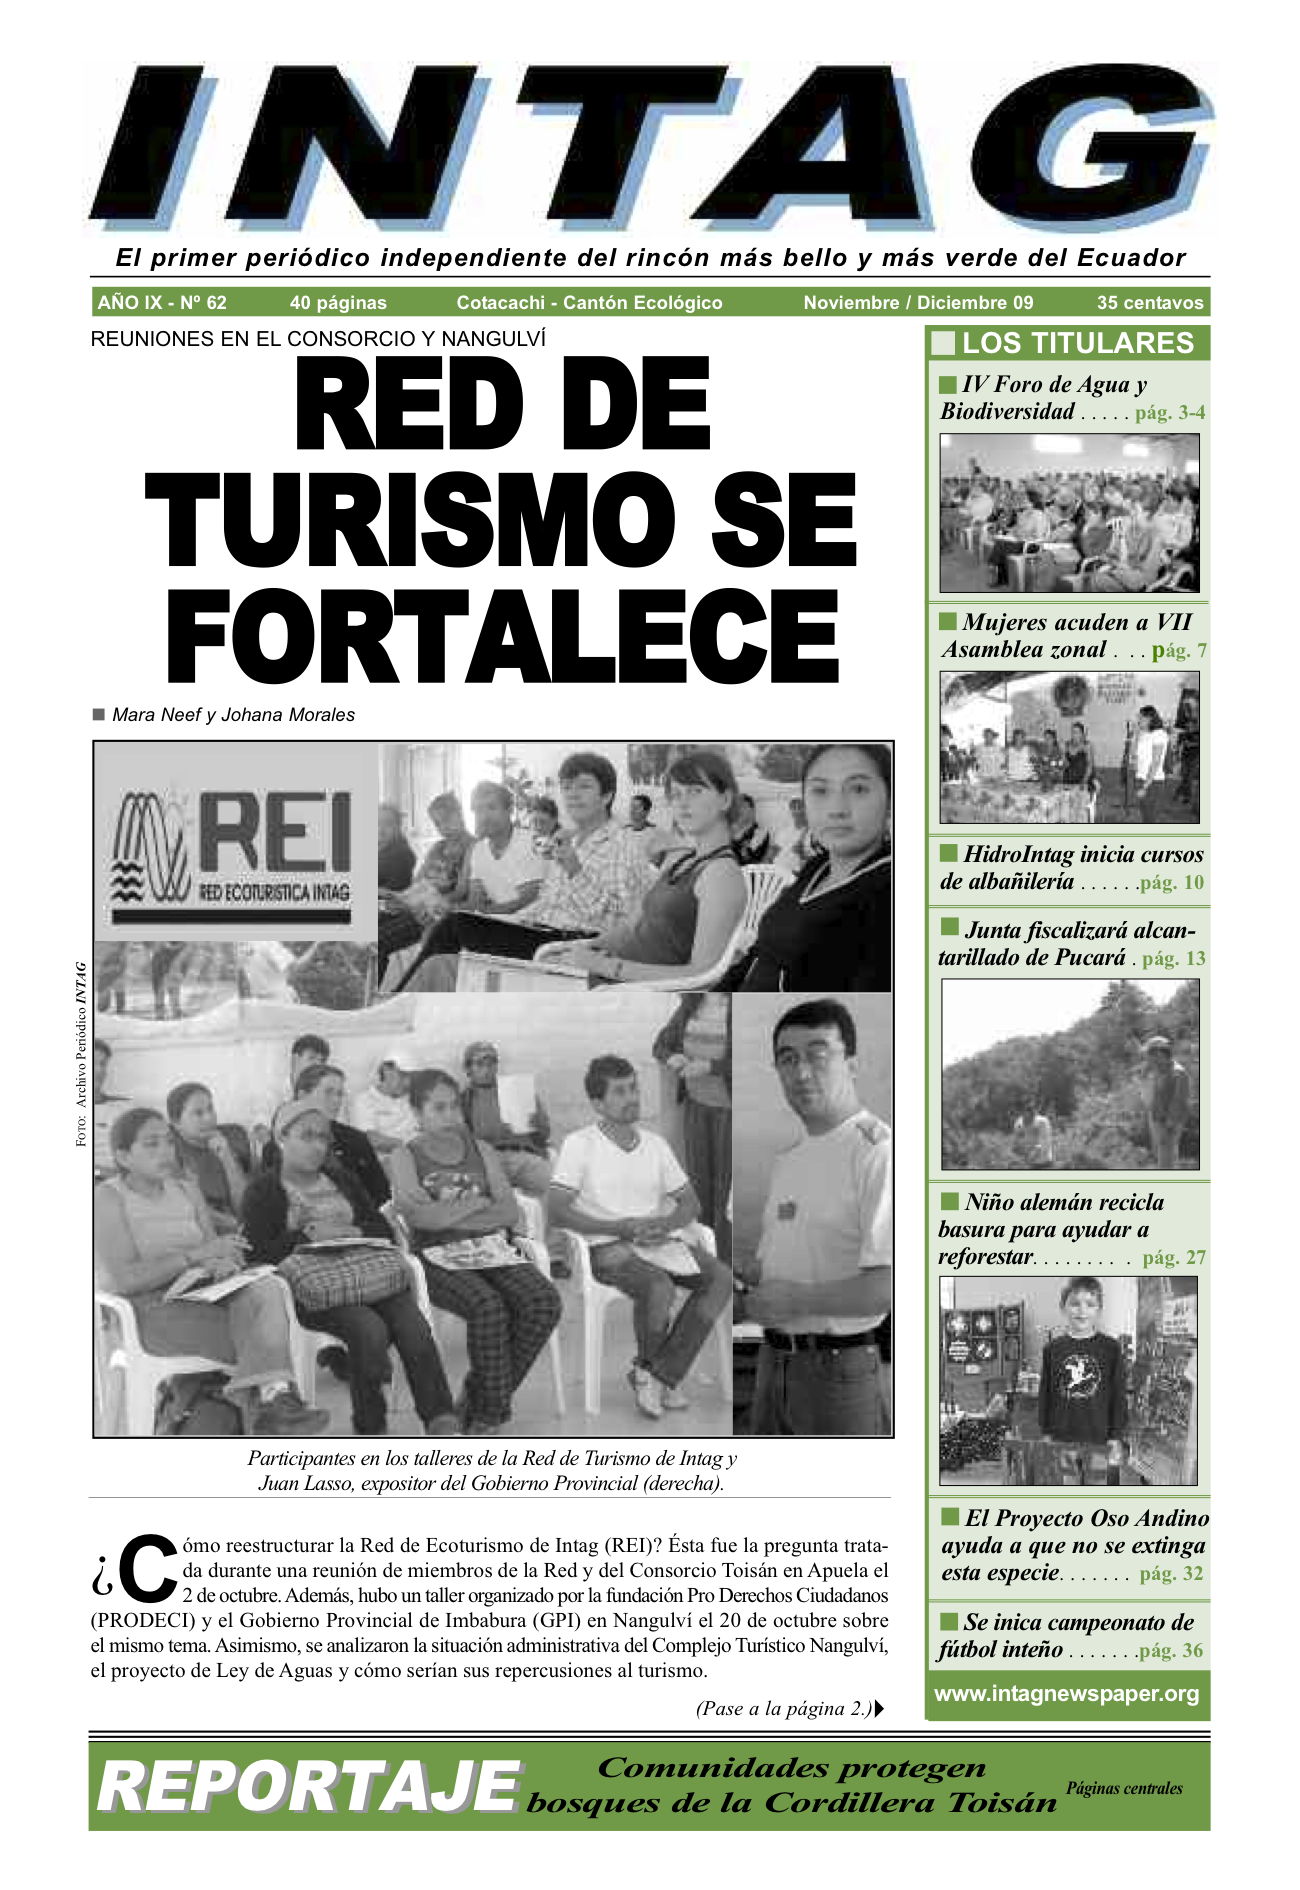 INTAG
El primer periódico independiente del rincón más bello y más verde del Ecuador
AÑO IX - Nº 62 40 páginas Cotacachi - Cantón Ecológico Noviembre / Diciembre 09 35 centavos
REUNIONES EN EL CONSORCIO Y NANGULVÍ
RED DE
TURISMO SE
FORTALECE
Mara Neef y Johana Morales
REI
RED ECOTURISTICA INTAG
FOTO: Archivo Periódico INTAG
Participantes en los talleres de la Red de Turismo de Intag y
Juan Lasso, expositor del Gobierno Provincial (derecha).
¿Cómo reestructurar la Red de Ecoturismo de Intag (REI)? Ésta fue la pregunta trata-
da durante una reunión de miembros de la Red y del Consorcio Toisán en Apuela el
2 de octubre. Además, hubo un taller organizado por la fundación Pro Derechos Ciudadanos
(PRODECI) y el Gobierno Provincial de Imbabura (GPI) en Nangulví el 20 de octubre sobre
el mismo tema. Asimismo, se analizaron la situación administrativa del Complejo Turístico Nangulví,
el proyecto de Ley de Aguas y cómo serían sus repercusiones al turismo.
(Pase a la página 2.)
LOS TITULARES
IV Foro de Agua y
Biodiversidad . . . . . pág. 3-4
Mujeres acuden a VII
Asamblea zonal . . . pág. 7
HidroIntag inicia cursos
de albañilería . . . . . .pág. 10
Junta fiscalizará alcan-
tarillado de Pucará . pág. 13
Niño alemán recicla
basura para ayudar a
reforestar. . . . . . . . . pág. 27
El Proyecto Oso Andino
ayuda a que no se extinga
esta especie. . . . . . . pág. 32
Se inica campeonato de
fútbol inteño . . . . . . .pág. 36
www.intagnewspaper.org
REPORTAJE
Comunidades protegen
bosques de la Cordillera Toisán
Páginas centrales